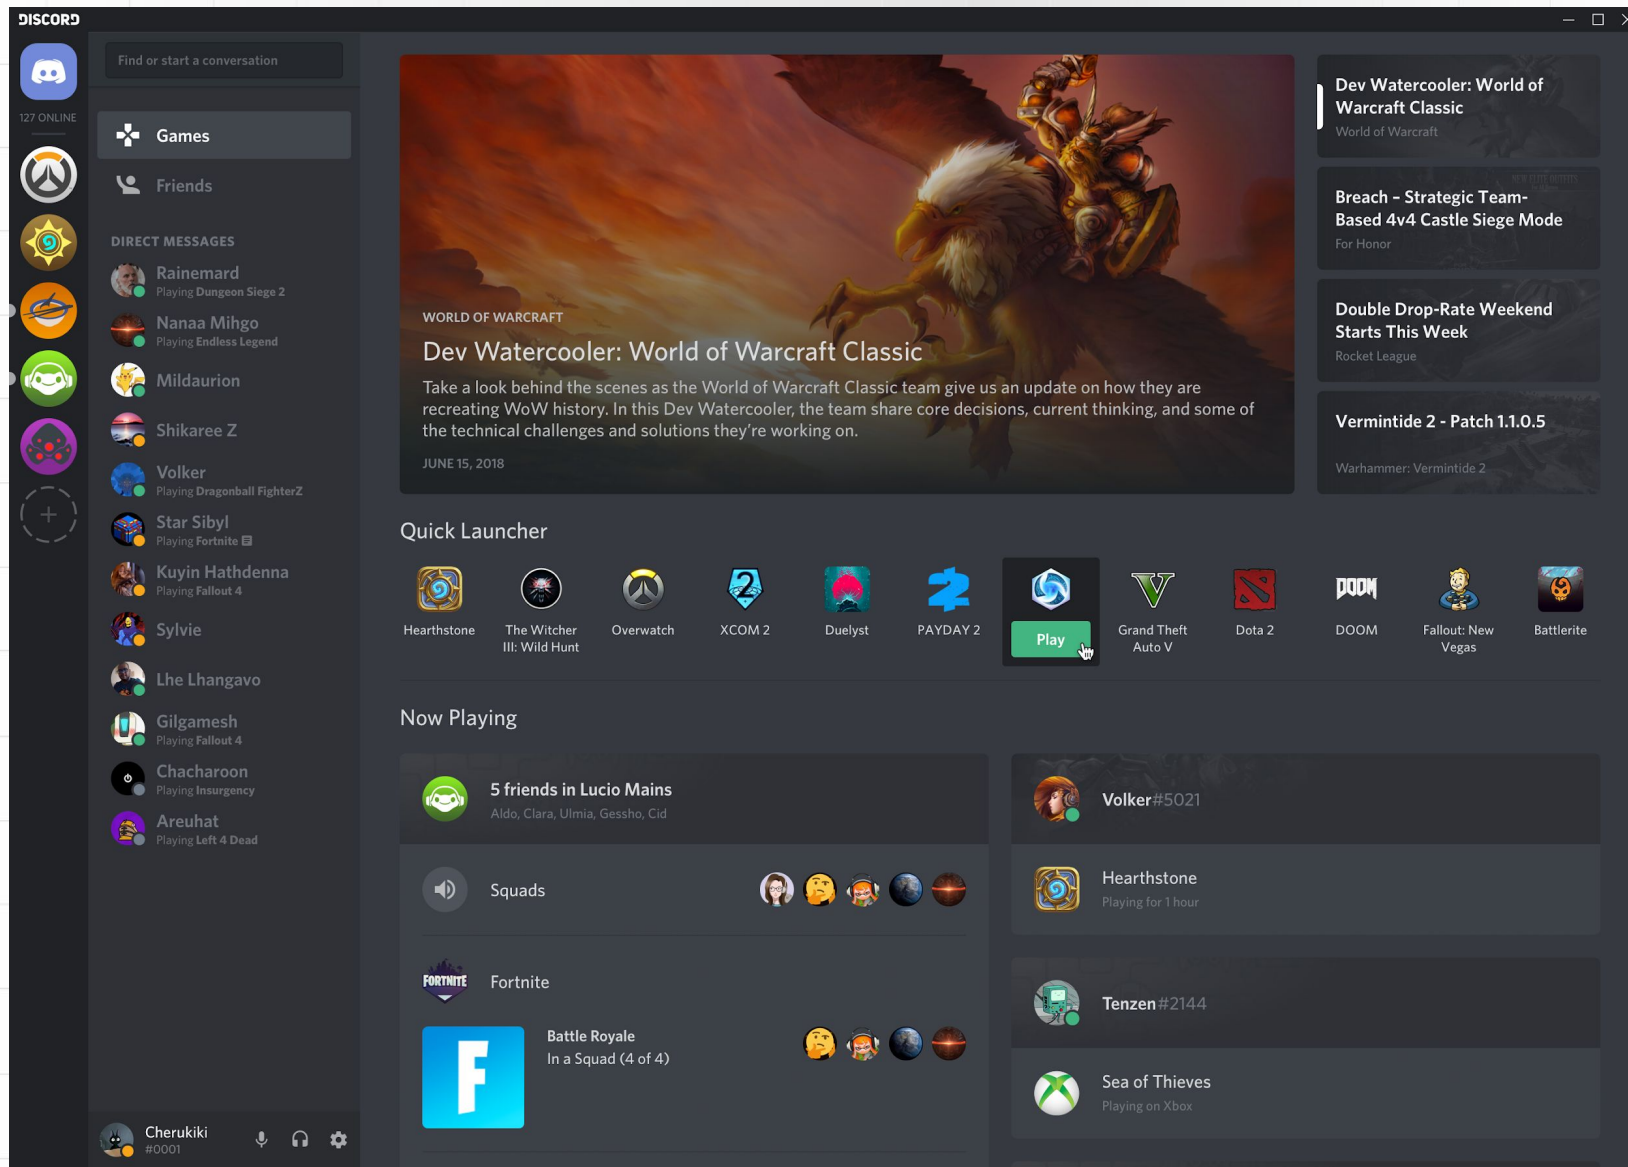 DISCORD
Find or start a conversation
127 ONLINE
Games
Friends
DIRECT MESSAGES
Rainemard
Playing Dungeon Siege 2
Nanaa Mihgo
Playing Endless Legend
Mildaurion
Shikaree Z
Volker
Playing Dragonball FighterZ
Star Sibyl
Playing Fortnite
Kuyin Hathdenna
Playing Fallout 4
Sylvie
Lhe Lhangavo
Gilgamesh
Playing Fallout 4
Chacharoon
Playing Insurgency
Areuhat
Playing Left 4 Dead
Cherukiki
#0001
WORLD OF WARCRAFT
Dev Watercooler: World of Warcraft Classic
Take a look behind the scenes as the World of Warcraft Classic team give us an update on how they are
recreating WoW history. In this Dev Watercooler, the team share core decisions, current thinking, and some of
the technical challenges and solutions they're working on.
JUNE 15, 2018
Dev Watercooler: World of
Warcraft Classic
World of Warcraft
Breach – Strategic Team-
Based 4v4 Castle Siege Mode
For Honor
Double Drop-Rate Weekend
Starts This Week
Rocket League
Vermintide 2 - Patch 1.1.0.5
Warhammer: Vermintide 2
Quick Launcher
Hearthstone
The Witcher
III: Wild Hunt
Overwatch
2
XCOM 2
Duelyst
PAYDAY 2
Play
V
Grand Theft
Auto V
Dota 2
DOOM
DOOM
Fallout: New
Vegas
Battlerite
Now Playing
5 friends in Lucio Mains
Aldo, Clara, Ulmia, Gessho, Cid
Squads
FORTNITE
Fortnite
F
Battle Royale
In a Squad (4 of 4)
Volker#5021
Hearthstone
Playing for 1 hour
Tenzen#2144
Sea of Thieves
Playing on Xbox